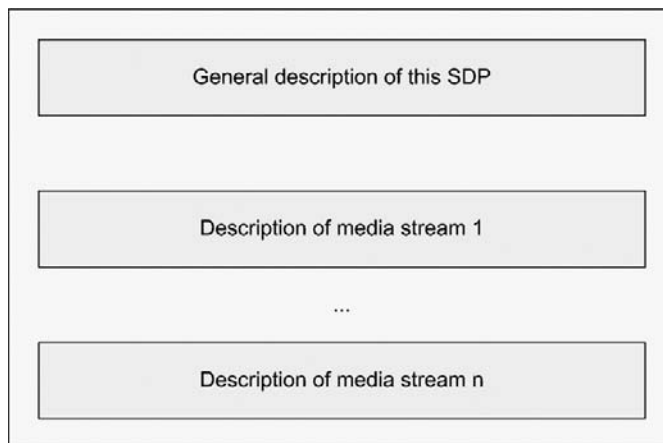 General description of this SDP
Description of media stream 1
...
Description of media stream n